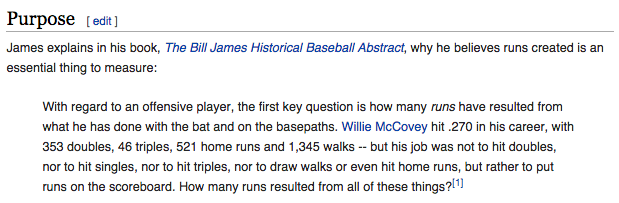 Purpose [ edit ]
James explains in his book, The Bill James Historical Baseball Abstract, why he believes runs created is an
essential thing to measure:
With regard to an offensive player, the first key question is how many runs have resulted from
what he has done with the bat and on the basepaths. Willie McCovey hit .270 in his career, with
353 doubles, 46 triples, 521 home runs and 1,345 walks -- but his job was not to hit doubles,
nor to hit singles, nor to hit triples, nor to draw walks or even hit home runs, but rather to put
runs on the scoreboard. How many runs resulted from all of these things?[1]